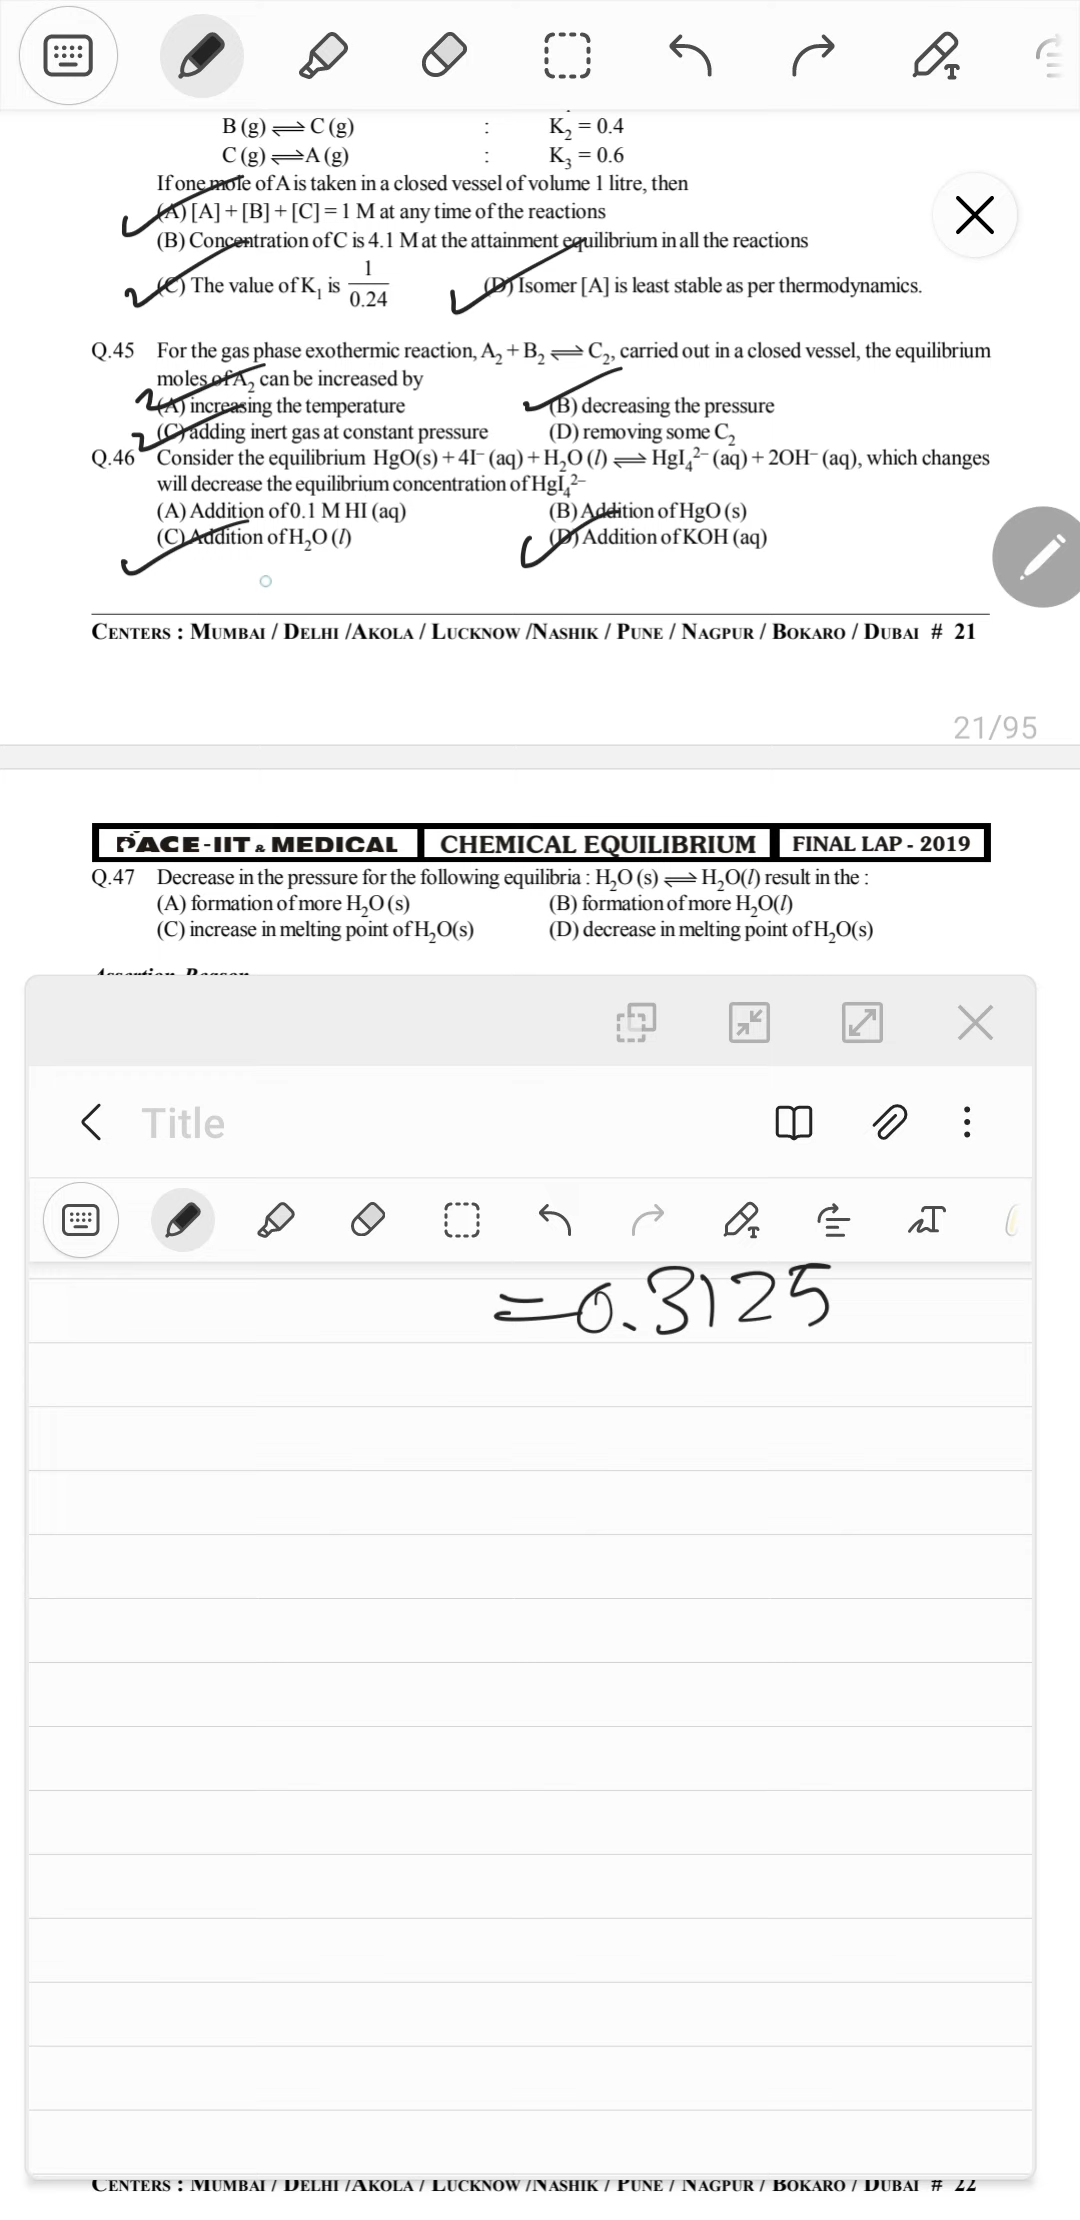 B (g) ⇌ C (g) : K₂ = 0.4
C (g) ⇌ A (g) : K₃ = 0.6
If one mole of A is taken in a closed vessel of volume 1 litre, then
(A) [A] + [B] + [C] = 1 M at any time of the reactions
(B) Concentration of C is 4.1 M at the attainment equilibrium in all the reactions
(C) The value of K₁ is 1/0.24 (D) Isomer [A] is least stable as per thermodynamics.
Q.45 For the gas phase exothermic reaction, A₂ + B₂ ⇌ C₂, carried out in a closed vessel, the equilibrium
moles of A₂ can be increased by
(A) increasing the temperature (B) decreasing the pressure
(C) adding inert gas at constant pressure (D) removing some C₂
Q.46 Consider the equilibrium HgO(s) + 4I⁻ (aq) + H₂O (l) ⇌ HgI₄²⁻ (aq) + 2OH⁻ (aq), which changes
will decrease the equilibrium concentration of HgI₄²⁻
(A) Addition of 0.1 M HI (aq) (B) Addition of HgO (s)
(C) Addition of H₂O (l) (D) Addition of KOH (aq)
CENTERS : MUMBAI / DELHI /AKOLA / LUCKNOW /NASHIK / PUNE / NAGPUR / BOKARO / DUBAI # 21
21/95
PACE-IIT & MEDICAL CHEMICAL EQUILIBRIUM FINAL LAP - 2019
Q.47 Decrease in the pressure for the following equilibria : H₂O (s) ⇌ H₂O(l) result in the :
(A) formation of more H₂O (s) (B) formation of more H₂O(l)
(C) increase in melting point of H₂O(s) (D) decrease in melting point of H₂O(s)
Assertion Reason
Title
=0.3125
CENTERS : MUMBAI / DELHI /AKOLA / LUCKNOW /NASHIK / PUNE / NAGPUR / BOKARO / DUBAI # 22